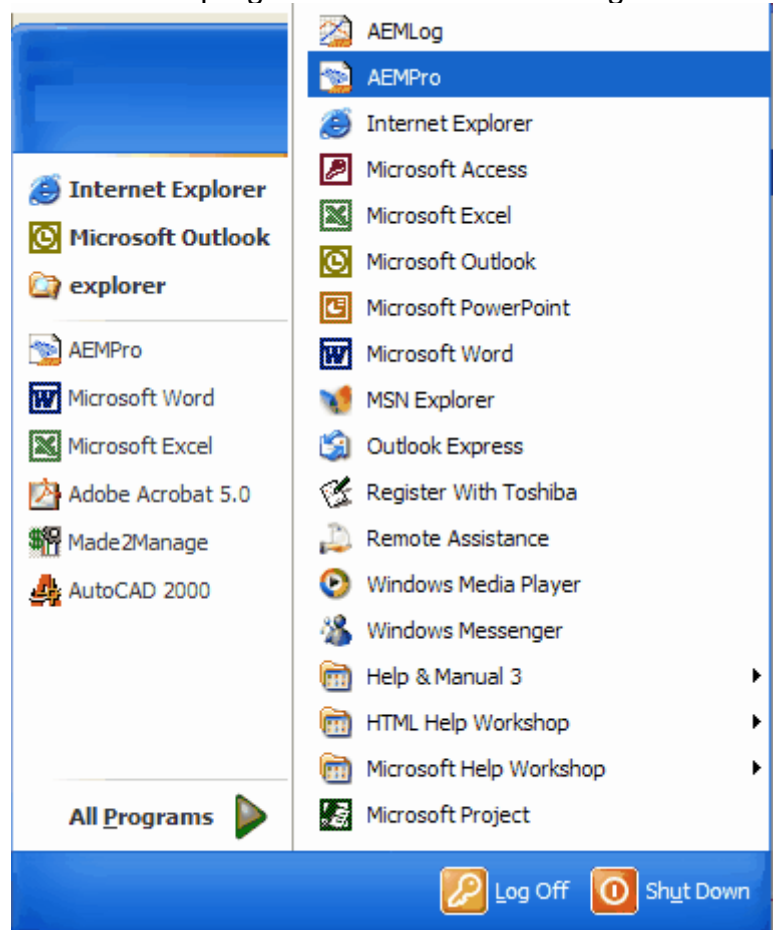 Internet Explorer
Microsoft Outlook
explorer
AEMPro
Microsoft Word
Microsoft Excel
Adobe Acrobat 5.0
Made2Manage
AutoCAD 2000
All Programs
AEMLog
AEMPro
Internet Explorer
Microsoft Access
Microsoft Excel
Microsoft Outlook
Microsoft PowerPoint
Microsoft Word
MSN Explorer
Outlook Express
Register With Toshiba
Remote Assistance
Windows Media Player
Windows Messenger
Help & Manual 3
HTML Help Workshop
Microsoft Help Workshop
Microsoft Project
Log Off Shut Down